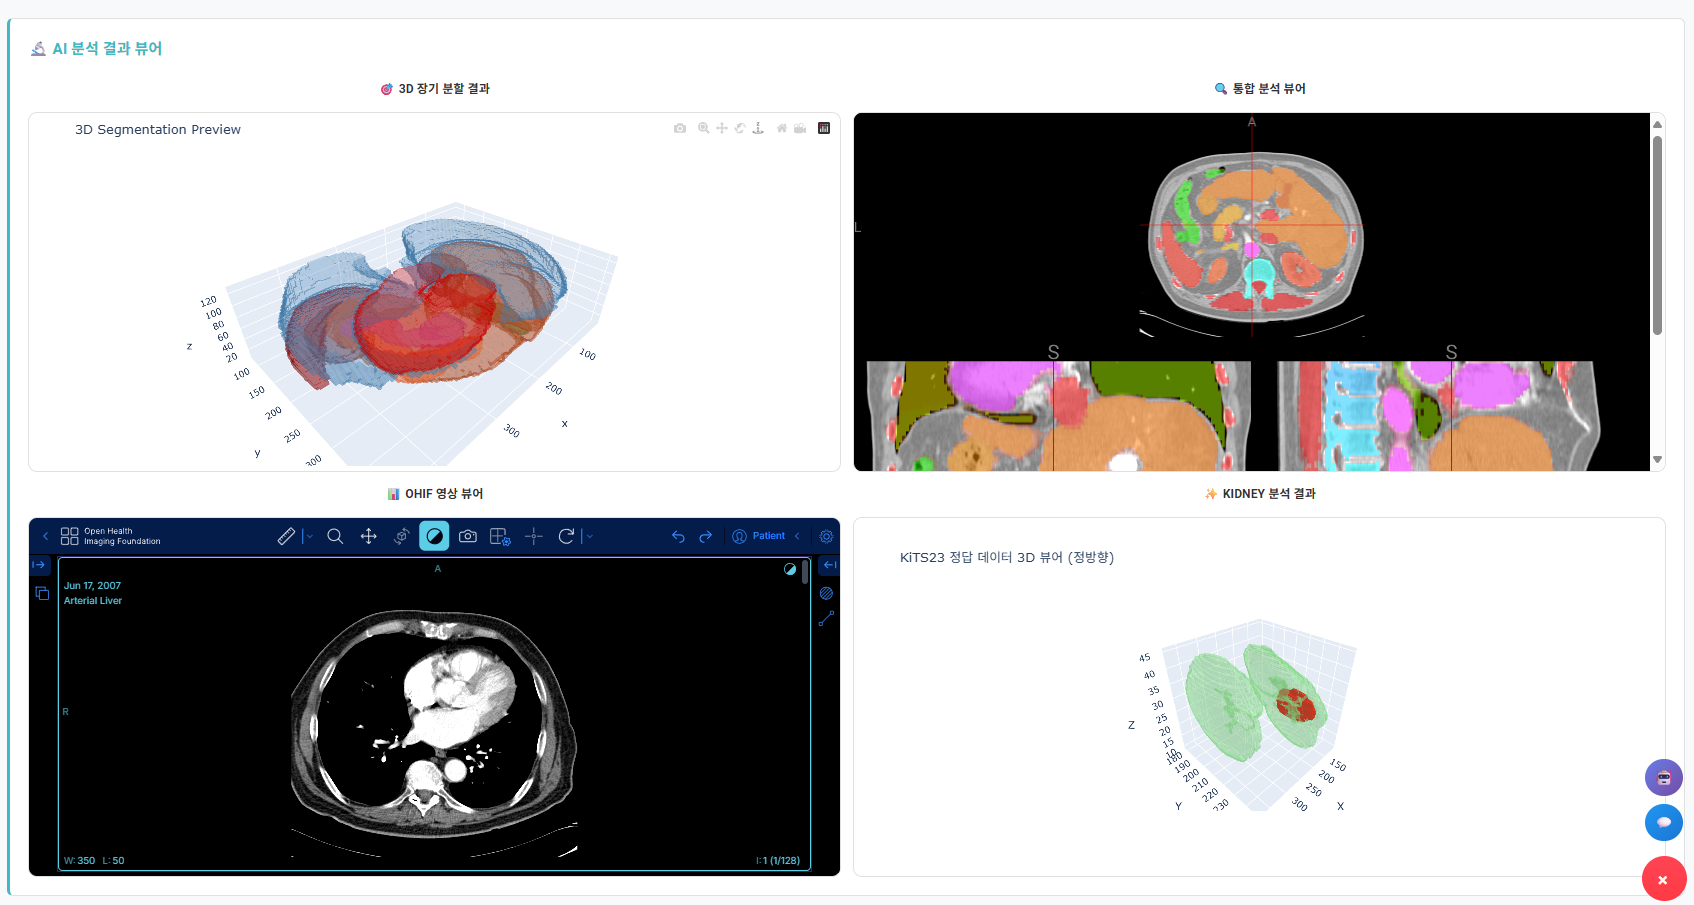 AI 분석 결과 뷰어
3D 장기 분할 결과
통합 분석 뷰어
3D Segmentation Preview
120
100
80
60
40
20
z
100
150
200
250
300
y
100
200
300
x
A
L
S
S
OHIF 영상 뷰어
KIDNEY 분석 결과
Open Health
Imaging Foundation
Patient
A
Jun 17, 2007
Arterial Liver
R
W: 350 L: 50
I: 1 (1/128)
KiTS23 정답 데이터 3D 뷰어 (정방향)
45
40
35
30
25
20
15
10
Z
180
190
200
210
220
230
Y
150
200
250
300
X